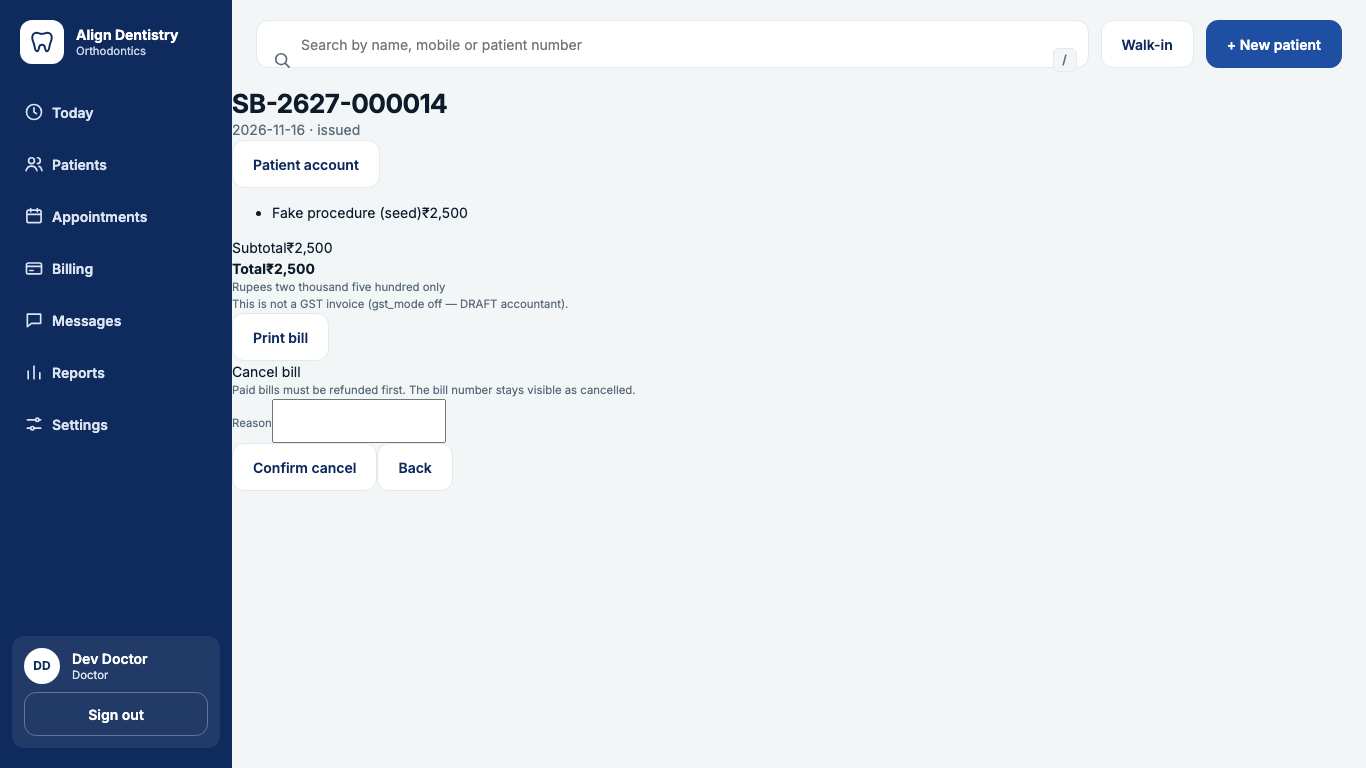 Align Dentistry
Orthodontics
Today
Patients
Appointments
Billing
Messages
Reports
Settings
DD
Dev Doctor
Doctor
Sign out
Search by name, mobile or patient number
/
Walk-in
+ New patient
SB-2627-000014
2026-11-16 · issued
Patient account
• Fake procedure (seed)₹2,500
Subtotal₹2,500
Total₹2,500
Rupees two thousand five hundred only
This is not a GST invoice (gst_mode off — DRAFT accountant).
Print bill
Cancel bill
Paid bills must be refunded first. The bill number stays visible as cancelled.
Reason
Confirm cancel
Back